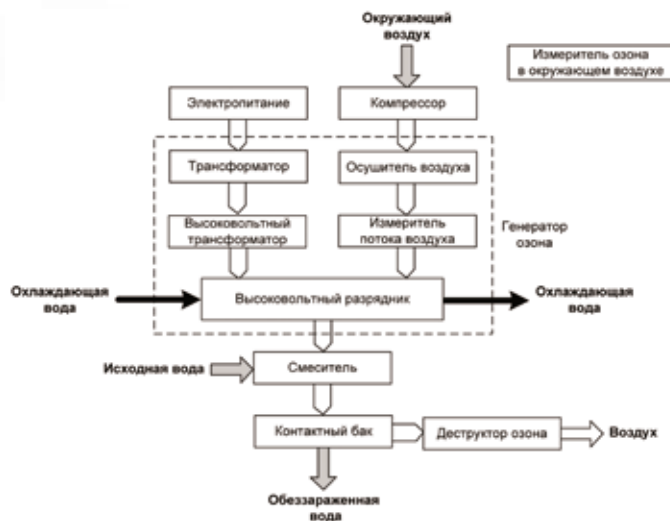 Окружающий
воздух
Измеритель озона
в окружающем воздухе
Электропитание
Компрессор
Трансформатор
Осушитель воздуха
Высоковольтный
трансформатор
Измеритель
потока воздуха
Генератор
озона
Охлаждающая
вода
Высоковольтный разрядник
Охлаждающая
вода
Исходная вода
Смеситель
Контактный бак
Деструктор озона
Воздух
Обеззараженная
вода